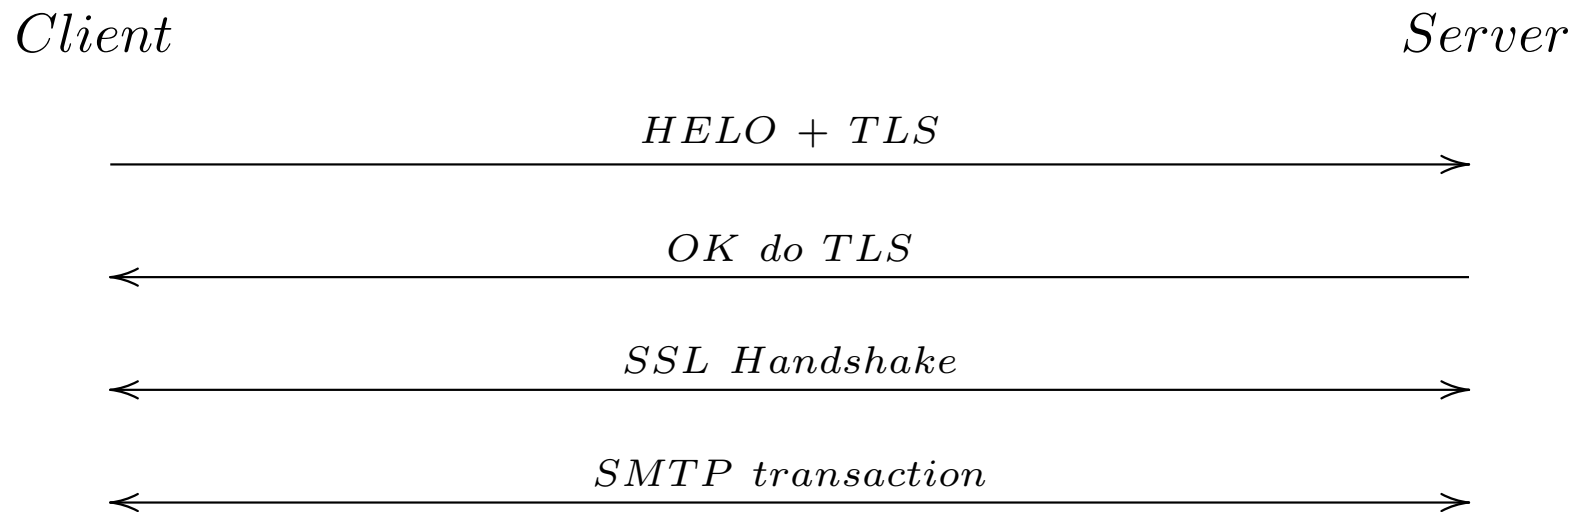 Client Server
HELO + TLS
OK do TLS
SSL Handshake
SMTP transaction